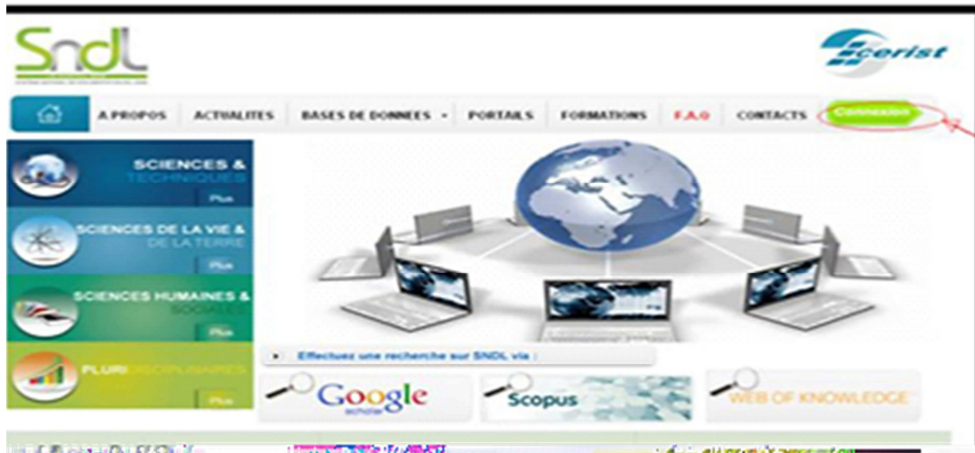 SndL
cerist
A PROPOS ACTUALITES BASES DE DONNEES PORTAILS FORMATIONS F.A.Q CONTACTS Connexion
SCIENCES &
TECHNIQUES
Plus
SCIENCES DE LA VIE &
DE LA TERRE
Plus
SCIENCES HUMAINES &
SOCIALES
Plus
PLURIDISCIPLINAIRES
Plus
Effectuez une recherche sur SNDL via :
Google
scholar
Scopus
WEB OF KNOWLEDGE